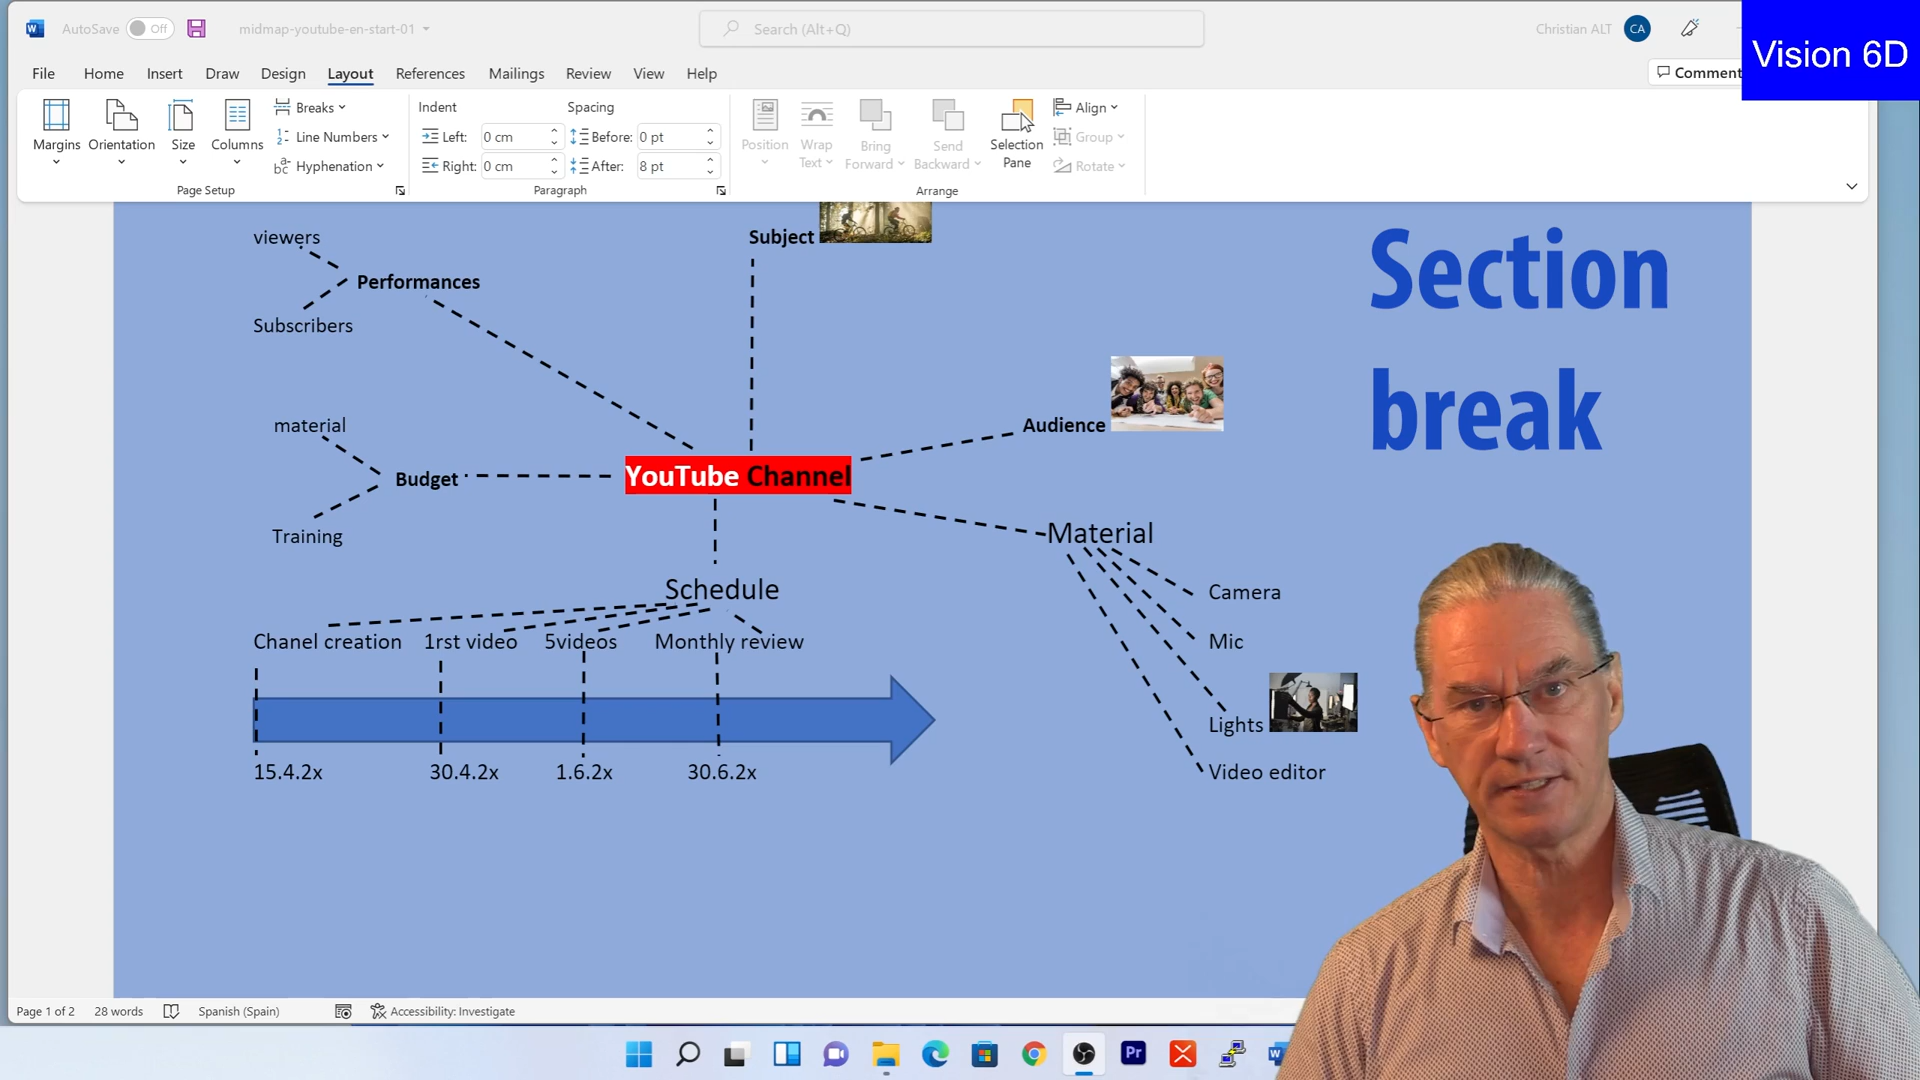 AutoSave Off midmap-youtube-en-start-01 Search (Alt+Q) Christian ALT CA
Vision 6D
File Home Insert Draw Design Layout References Mailings Review View Help Comment
Margins Orientation Size Columns
Breaks
Line Numbers
Hyphenation
Page Setup
Indent Spacing
Left: 0 cm Before: 0 pt
Right: 0 cm After: 8 pt
Paragraph
Position
Wrap
Text
Bring
Forward
Send
Backward
Selection
Pane
Align
Group
Rotate
Arrange
viewers
Performances
Subscribers
Subject
Section
break
Audience
material
Budget
Training
YouTube Channel
Material
Camera
Mic
Lights
Video editor
Schedule
Chanel creation 1rst video 5videos Monthly review
15.4.2x 30.4.2x 1.6.2x 30.6.2x
Page 1 of 2 28 words Spanish (Spain) Accessibility: Investigate
Pr
W